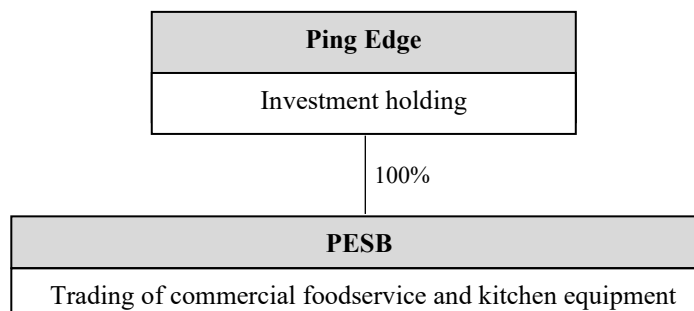 Ping Edge
Investment holding
100%
PESB
Trading of commercial foodservice and kitchen equipment